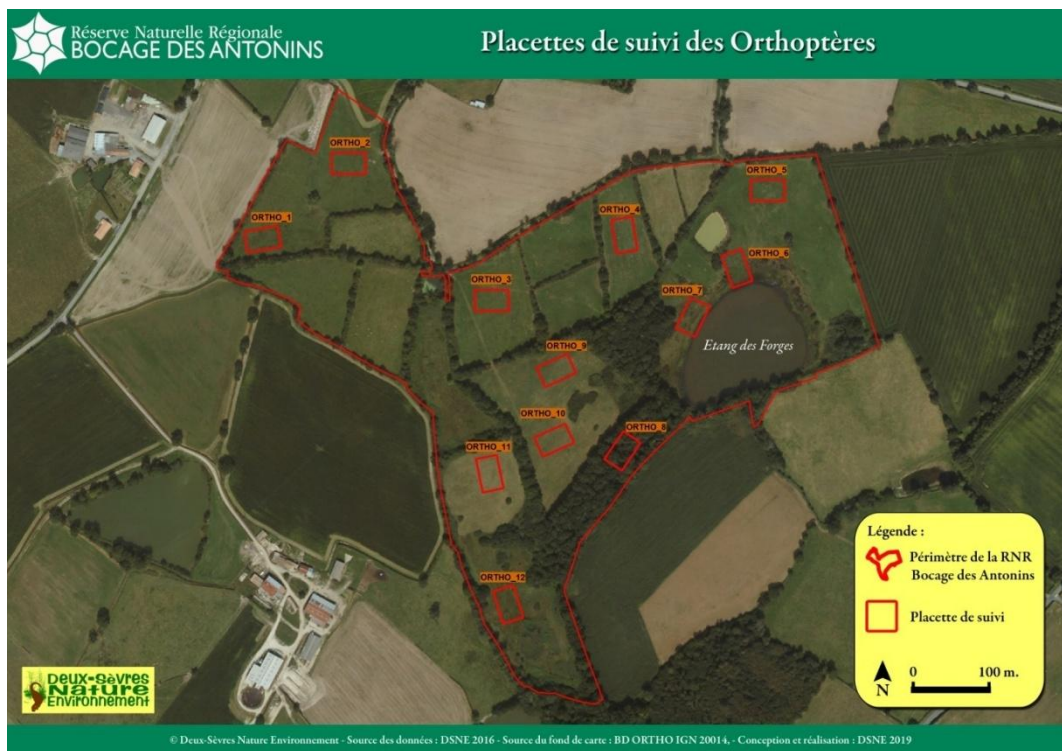 Réserve Naturelle Régionale
BOCAGE DES ANTONINS
Placettes de suivi des Orthoptères
ORTHO_2
ORTHO_1
ORTHO_5
ORTHO_4
ORTHO_6
ORTHO_3
ORTHO_7
Etang des Forges
ORTHO_9
ORTHO_10
ORTHO_8
ORTHO_11
ORTHO_12
Légende :
Périmètre de la RNR
Bocage des Antonins
Placette de suivi
0 100 m.
N
Deux-Sèvres
Nature
Environnement
© Deux-Sèvres Nature Environnement - Source des données : DSNE 2016 - Source du fond de carte : BD ORTHO IGN 20014, - Conception et réalisation : DSNE 2019